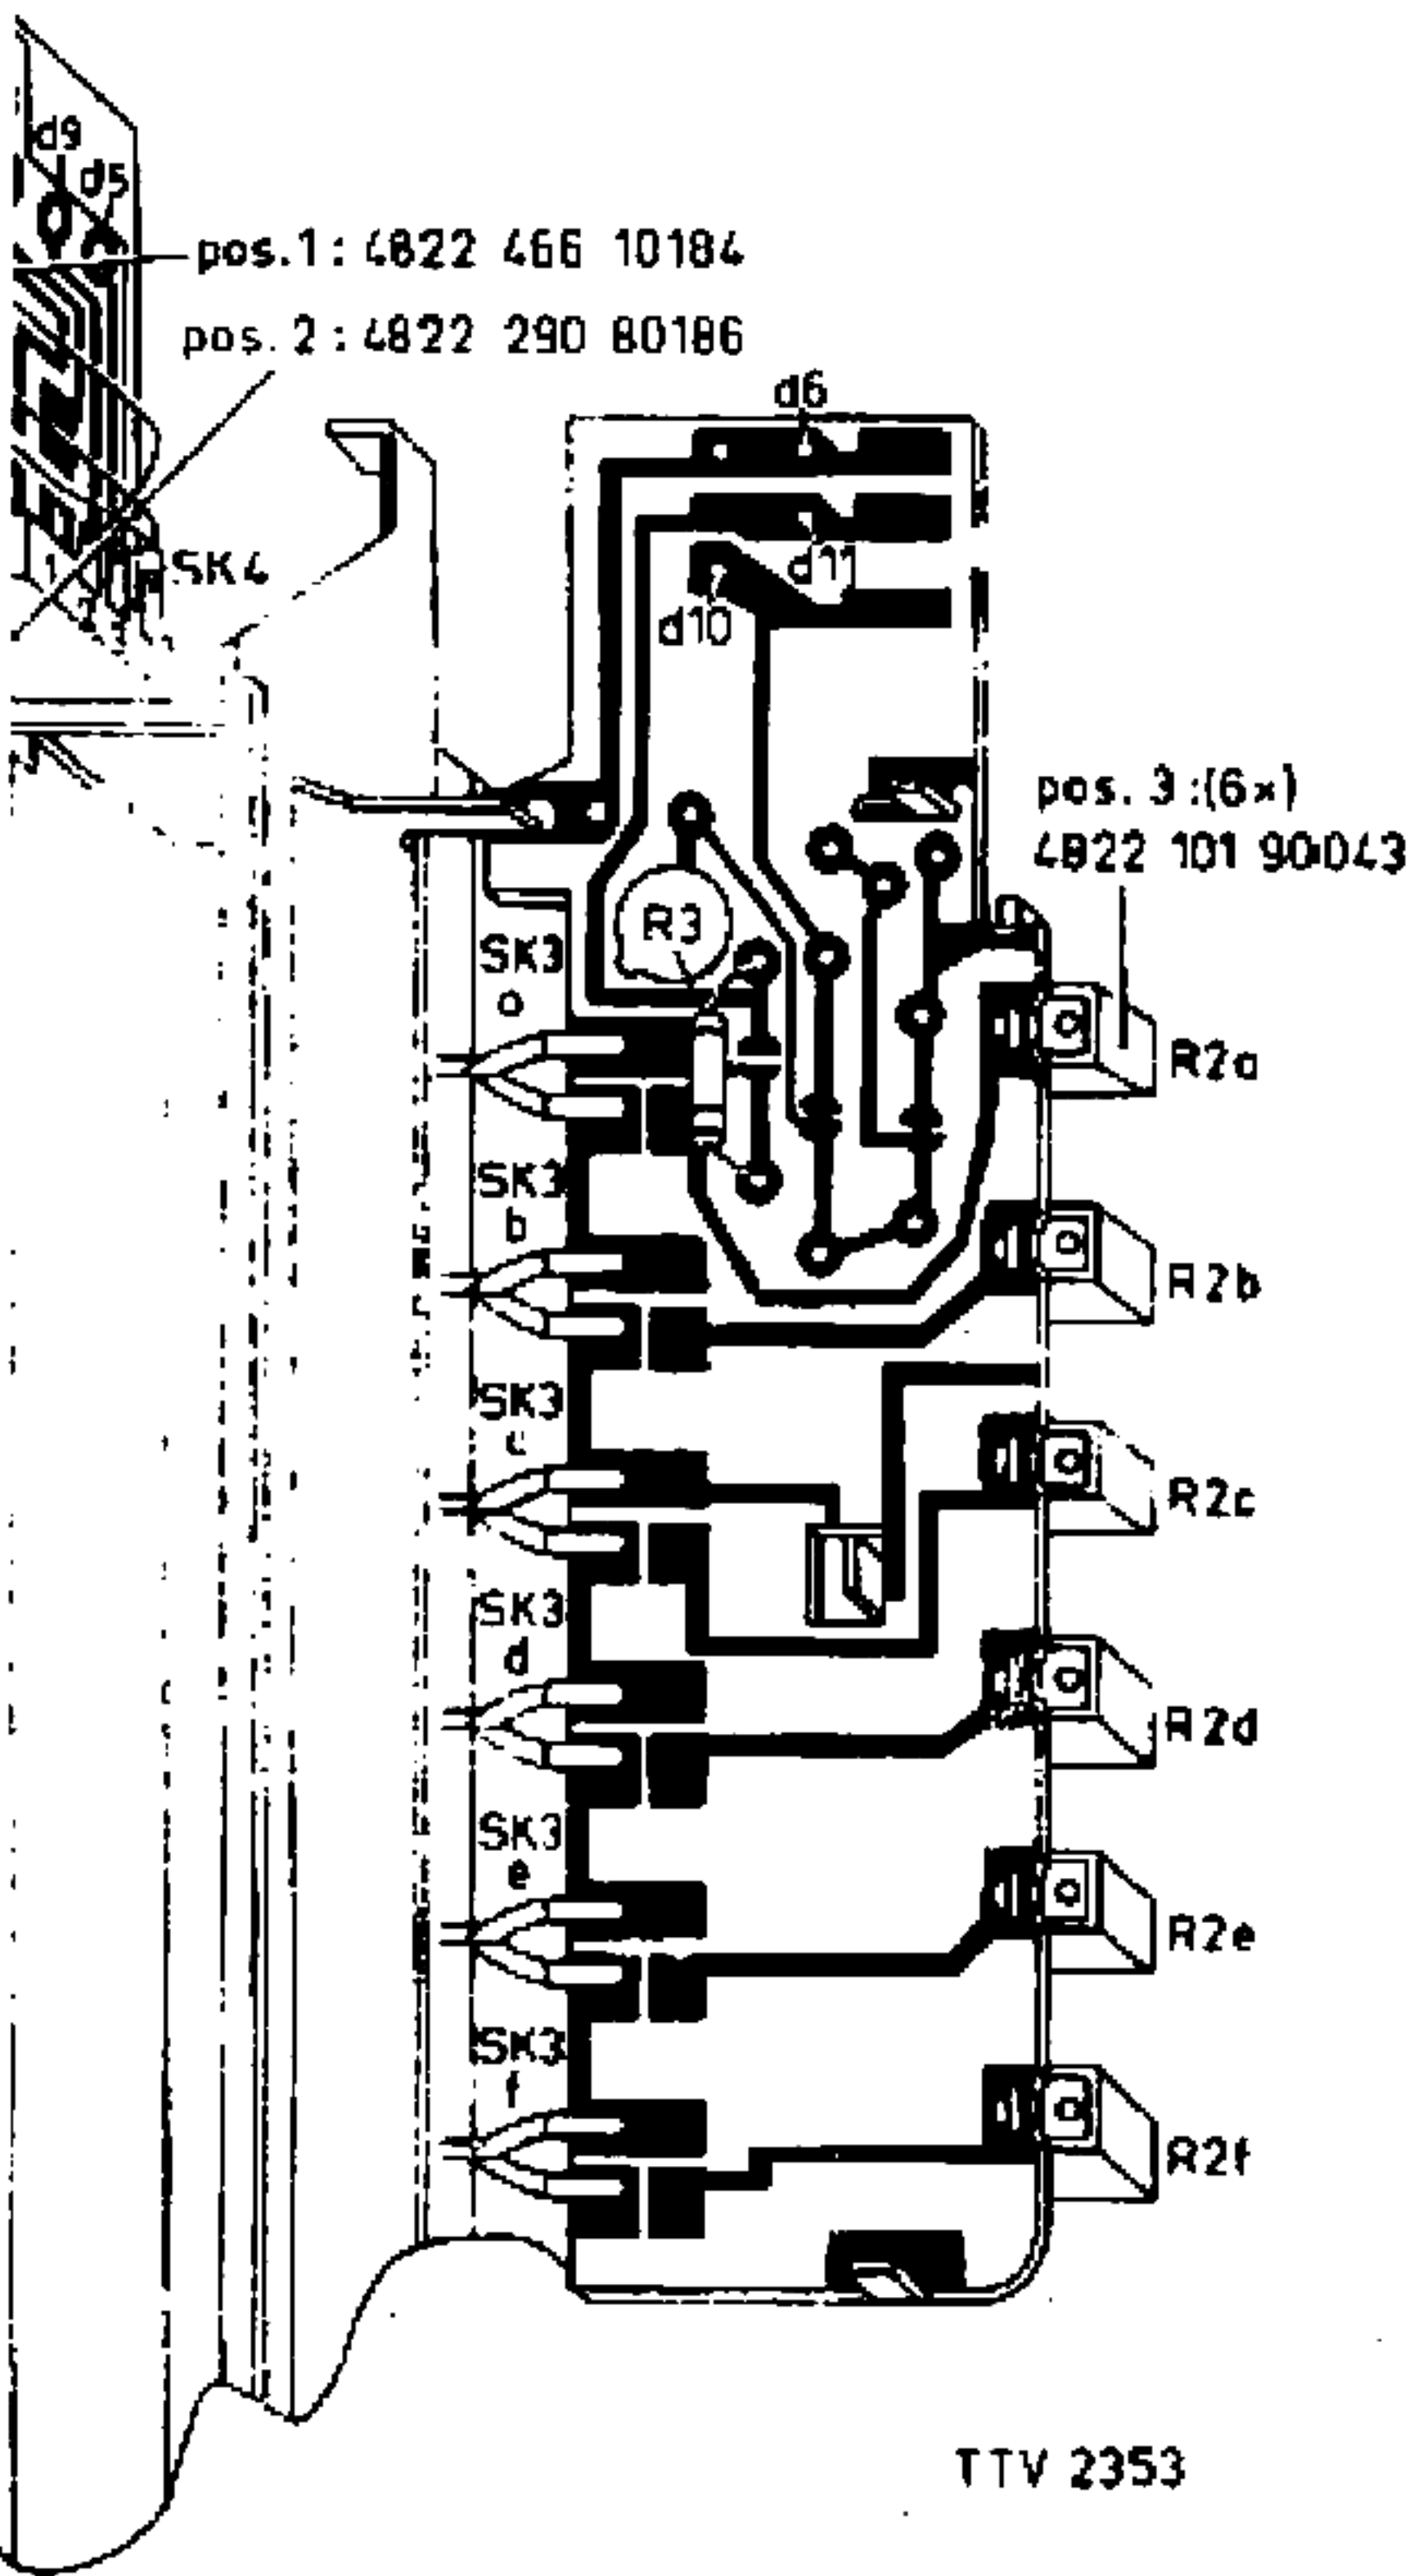 d9
d5
pos.1: 4822 466 10184
pos. 2: 4822 290 80186
d6
SK4
d11
d10
pos. 3:(6x)
4822 101 90043
R3
SK3
a
R2a
SK3
b
R2b
SK3
c
R2c
SK3
d
R2d
SK3
e
R2e
SK3
f
R2f
TTV 2353